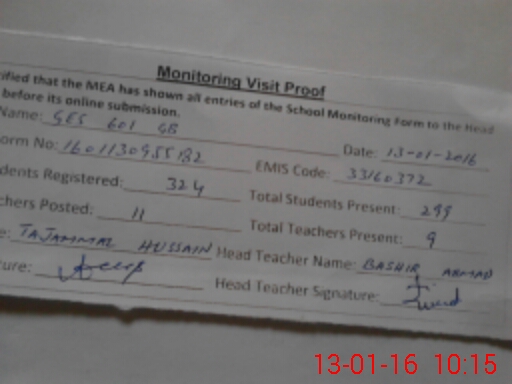 Monitoring Visit Proof
rified that the MEA has shown all entries of the School Monitoring Form to the Head
before its online submission.
Name: GES 601 GB Date: 13-01-2016
orm No: EMIS Code: 33160372
dents Registered: 324 Total Students Present: 299
chers Posted: 11 Total Teachers Present: 9
e: TAJAMMAL HUSSAIN Head Teacher Name: BASHIR AHMAD
ture: Head Teacher Signature:
13-01-16 10:15